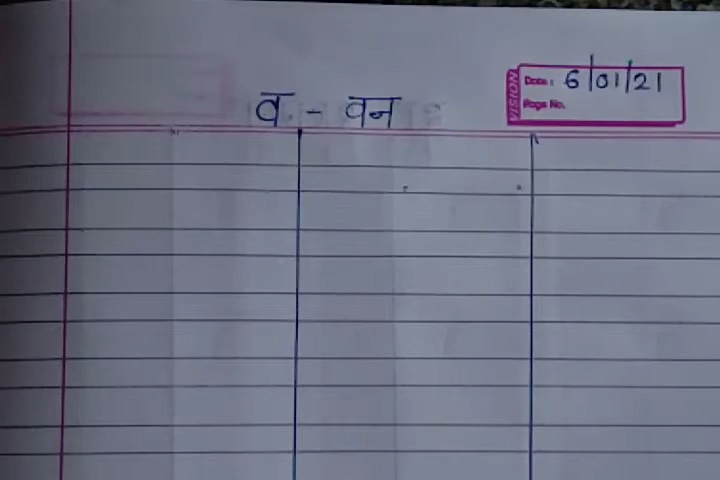 VISION
Date : 6/01/21
Page No.
व - वन